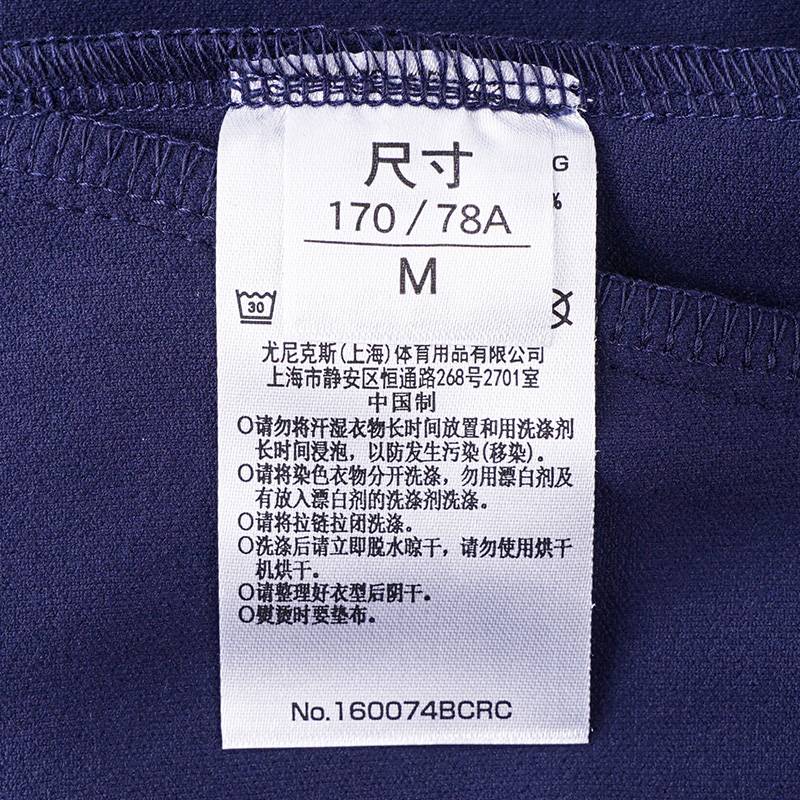 尺寸
G
170 / 78A
%
M
30
尤尼克斯(上海)体育用品有限公司
上海市静安区恒通路268号2701室
中国制
○请勿将汗湿衣物长时间放置和用洗涤剂
长时间浸泡，以防发生污染(移染)。
○请将染色衣物分开洗涤，勿用漂白剂及
有放入漂白剂的洗涤剂洗涤。
○请将拉链拉闭洗涤。
○洗涤后请立即脱水晾干，请勿使用烘干
机烘干。
○请整理好衣型后阴干。
○熨烫时要垫布。
No.160074BCRC